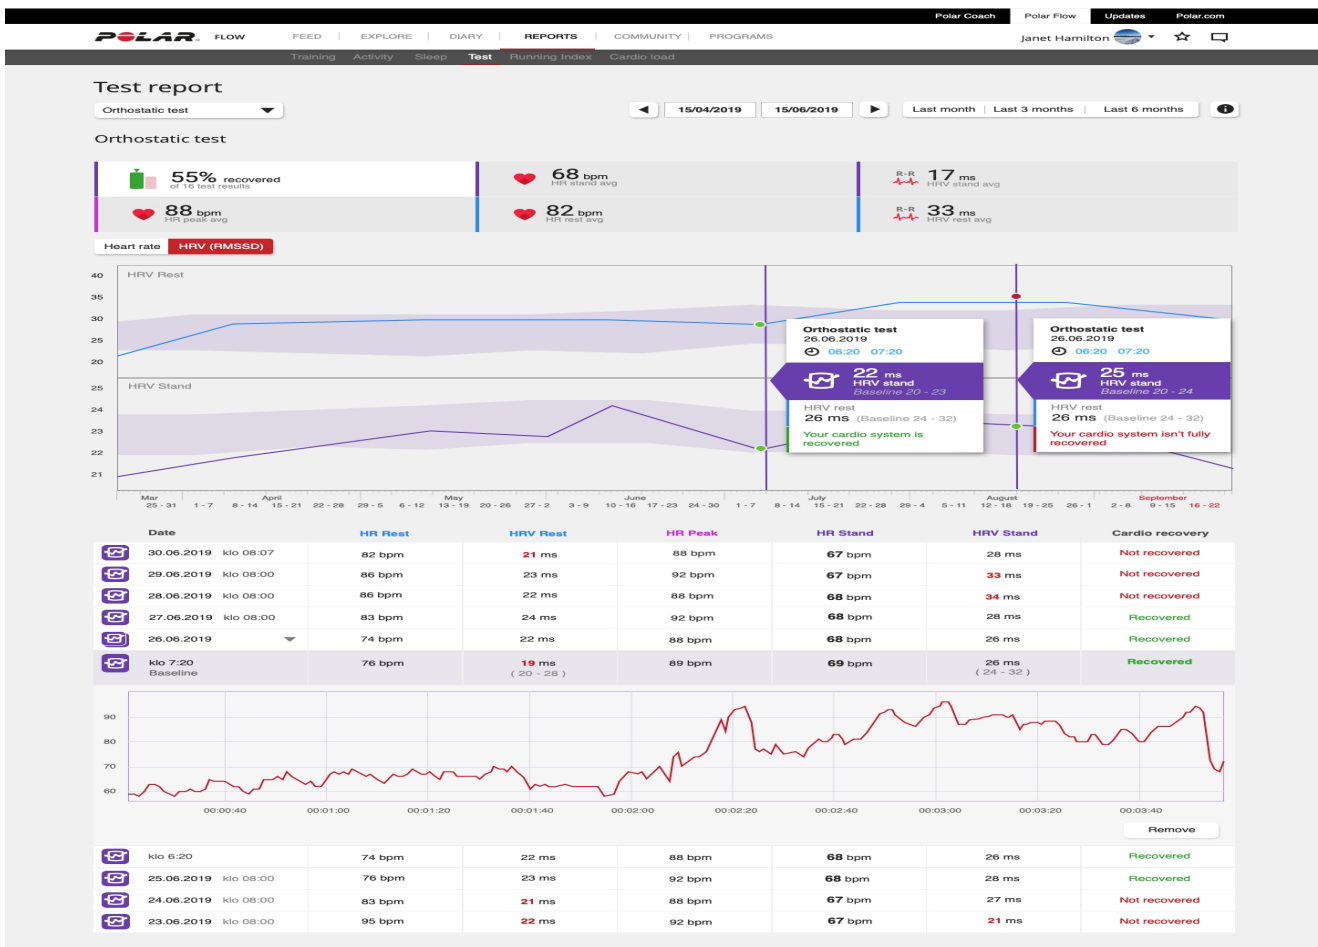 Polar Coach Polar Flow Updates Polar.com
POLAR. FLOW FEED EXPLORE DIARY REPORTS COMMUNITY PROGRAMS Janet Hamilton
Training Activity Sleep Test Running Index Cardio load
Test report
Orthostatic test 15/04/2019 15/06/2019 Last month Last 3 months Last 6 months i
Orthostatic test
55% recovered
of 16 test results
68 bpm
HR stand avg
R-R 17 ms
HRV stand avg
88 bpm
HR peak avg
82 bpm
HR rest avg
R-R 33 ms
HRV rest avg
Heart rate HRV (RMSSD)
HRV Rest
40
35
30
25
20
HRV Stand
25
24
23
22
21
Orthostatic test
26.06.2019
06:20 07:20
22 ms
HRV stand
Baseline 20 - 23
HRV rest
26 ms (Baseline 24 - 32)
Your cardio system is
recovered
Orthostatic test
26.06.2019
06:20 07:20
25 ms
HRV stand
Baseline 20 - 24
HRV rest
26 ms (Baseline 24 - 32)
Your cardio system isn't fully
recovered
Mar April May June July August September
25 - 31 1 - 7 8 - 14 15 - 21 22 - 28 29 - 5 6 - 12 13 - 19 20 - 26 27 - 2 3 - 9 10 - 16 17 - 23 24 - 30 1 - 7 8 - 14 15 - 21 22 - 28 29 - 4 5 - 11 12 - 18 19 - 25 26 - 1 2 - 8 9 - 15 16 - 22
Date HR Rest HRV Rest HR Peak HR Stand HRV Stand Cardio recovery
30.06.2019 klo 08:07 82 bpm 21 ms 88 bpm 67 bpm 28 ms Not recovered
29.06.2019 klo 08:00 86 bpm 23 ms 92 bpm 67 bpm 33 ms Not recovered
28.06.2019 klo 08:00 86 bpm 22 ms 88 bpm 68 bpm 34 ms Not recovered
27.06.2019 klo 08:00 83 bpm 24 ms 92 bpm 68 bpm 28 ms Recovered
26.06.2019 74 bpm 22 ms 88 bpm 68 bpm 26 ms Recovered
klo 7:20 76 bpm 19 ms 89 bpm 69 bpm 26 ms Recovered
Baseline ( 20 - 28 ) ( 24 - 32 )
90
80
70
60
00:00:40 00:01:00 00:01:20 00:01:40 00:02:00 00:02:20 00:02:40 00:03:00 00:03:20 00:03:40
Remove
klo 6:20 74 bpm 22 ms 88 bpm 68 bpm 26 ms Recovered
25.06.2019 klo 08:00 76 bpm 23 ms 92 bpm 68 bpm 28 ms Recovered
24.06.2019 klo 08:00 83 bpm 21 ms 88 bpm 67 bpm 27 ms Not recovered
23.06.2019 klo 08:00 95 bpm 22 ms 92 bpm 67 bpm 21 ms Not recovered